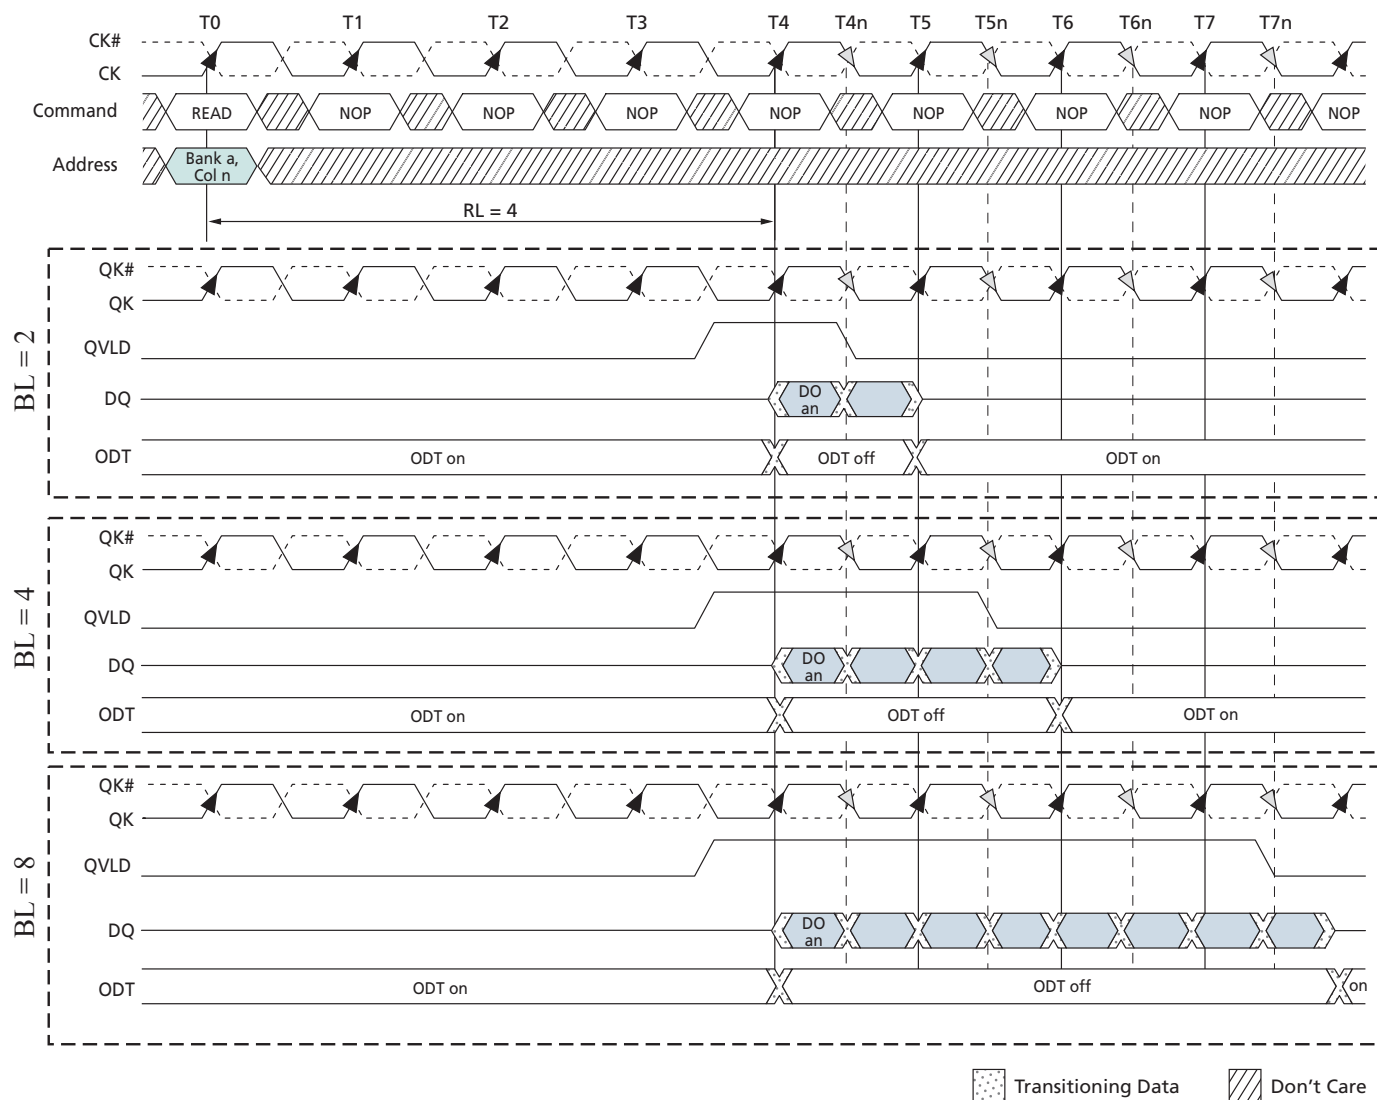 T0 T1 T2 T3 T4 T4n T5 T5n T6 T6n T7 T7n
CK#
CK
Command READ NOP NOP NOP NOP NOP NOP NOP NOP
Address Bank a,
Col n
RL = 4
BL = 2
QK#
QK
QVLD
DQ DO
an
ODT ODT on ODT off ODT on
BL = 4
QK#
QK
QVLD
DQ DO
an
ODT ODT on ODT off ODT on
BL = 8
QK#
QK
QVLD
DQ DO
an
ODT ODT on ODT off on
Transitioning Data Don't Care